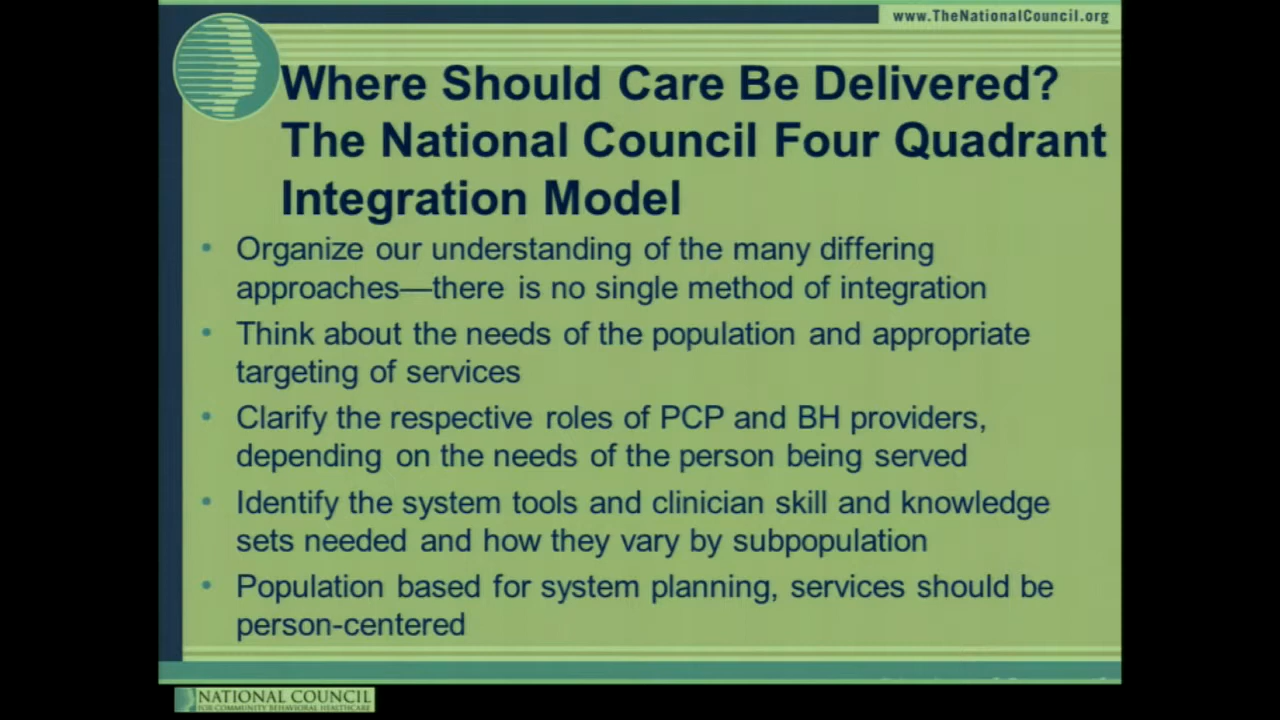 www.TheNationalCouncil.org
Where Should Care Be Delivered?
The National Council Four Quadrant
Integration Model
• Organize our understanding of the many differing
approaches—there is no single method of integration
• Think about the needs of the population and appropriate
targeting of services
• Clarify the respective roles of PCP and BH providers,
depending on the needs of the person being served
• Identify the system tools and clinician skill and knowledge
sets needed and how they vary by subpopulation
• Population based for system planning, services should be
person-centered
NATIONAL COUNCIL
FOR COMMUNITY BEHAVIORAL HEALTHCARE